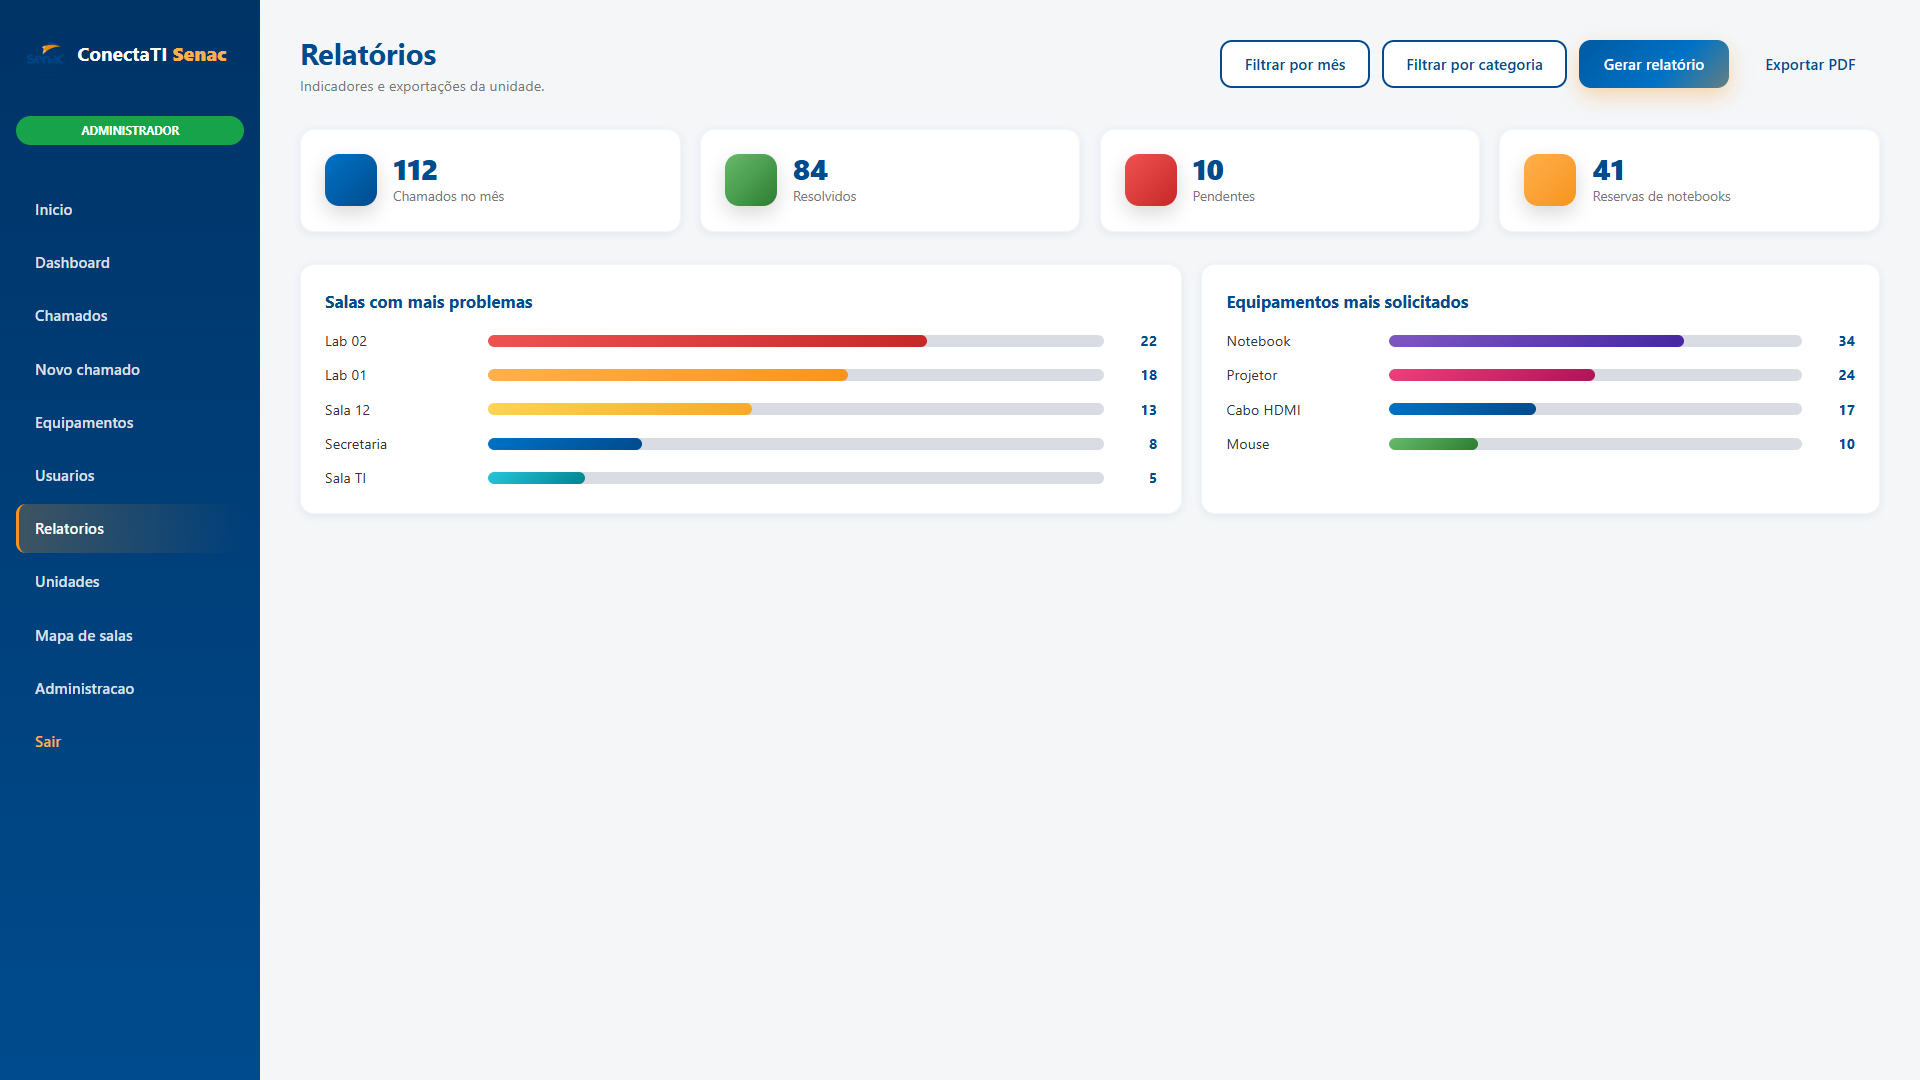 Senac
ConectaTI Senac
ADMINISTRADOR
Inicio
Dashboard
Chamados
Novo chamado
Equipamentos
Usuarios
Relatorios
Unidades
Mapa de salas
Administracao
Sair
Relatórios
Indicadores e exportações da unidade.
Filtrar por mês
Filtrar por categoria
Gerar relatório
Exportar PDF
112
Chamados no mês
84
Resolvidos
10
Pendentes
41
Reservas de notebooks
Salas com mais problemas
Lab 02 22
Lab 01 18
Sala 12 13
Secretaria 8
Sala TI 5
Equipamentos mais solicitados
Notebook 34
Projetor 24
Cabo HDMI 17
Mouse 10